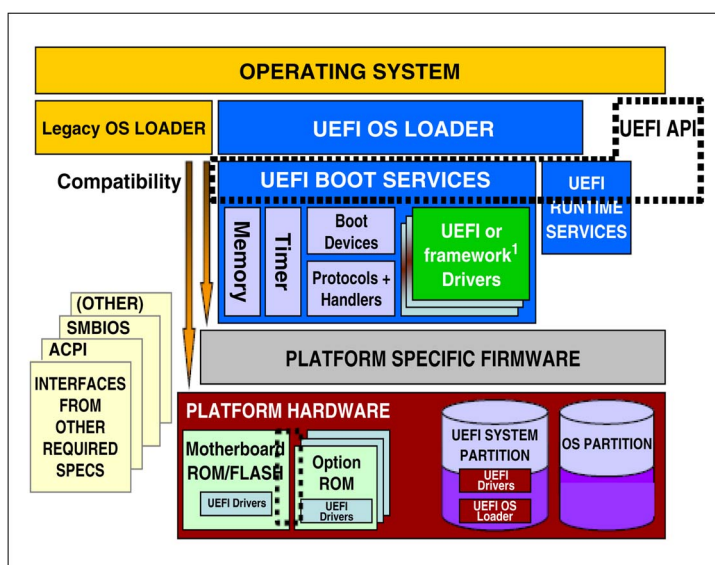 OPERATING SYSTEM
Legacy OS LOADER
UEFI OS LOADER
UEFI API
Compatibility
UEFI BOOT SERVICES
UEFI
RUNTIME
SERVICES
Memory
Timer
Boot
Devices
Protocols +
Handlers
UEFI or
framework¹
Drivers
(OTHER)
SMBIOS
ACPI
INTERFACES
FROM
OTHER
REQUIRED
SPECS
PLATFORM SPECIFIC FIRMWARE
PLATFORM HARDWARE
Motherboard
ROM/FLASH
UEFI Drivers
Option
ROM
UEFI
Drivers
UEFI SYSTEM
PARTITION
UEFI
Drivers
UEFI OS
Loader
OS PARTITION